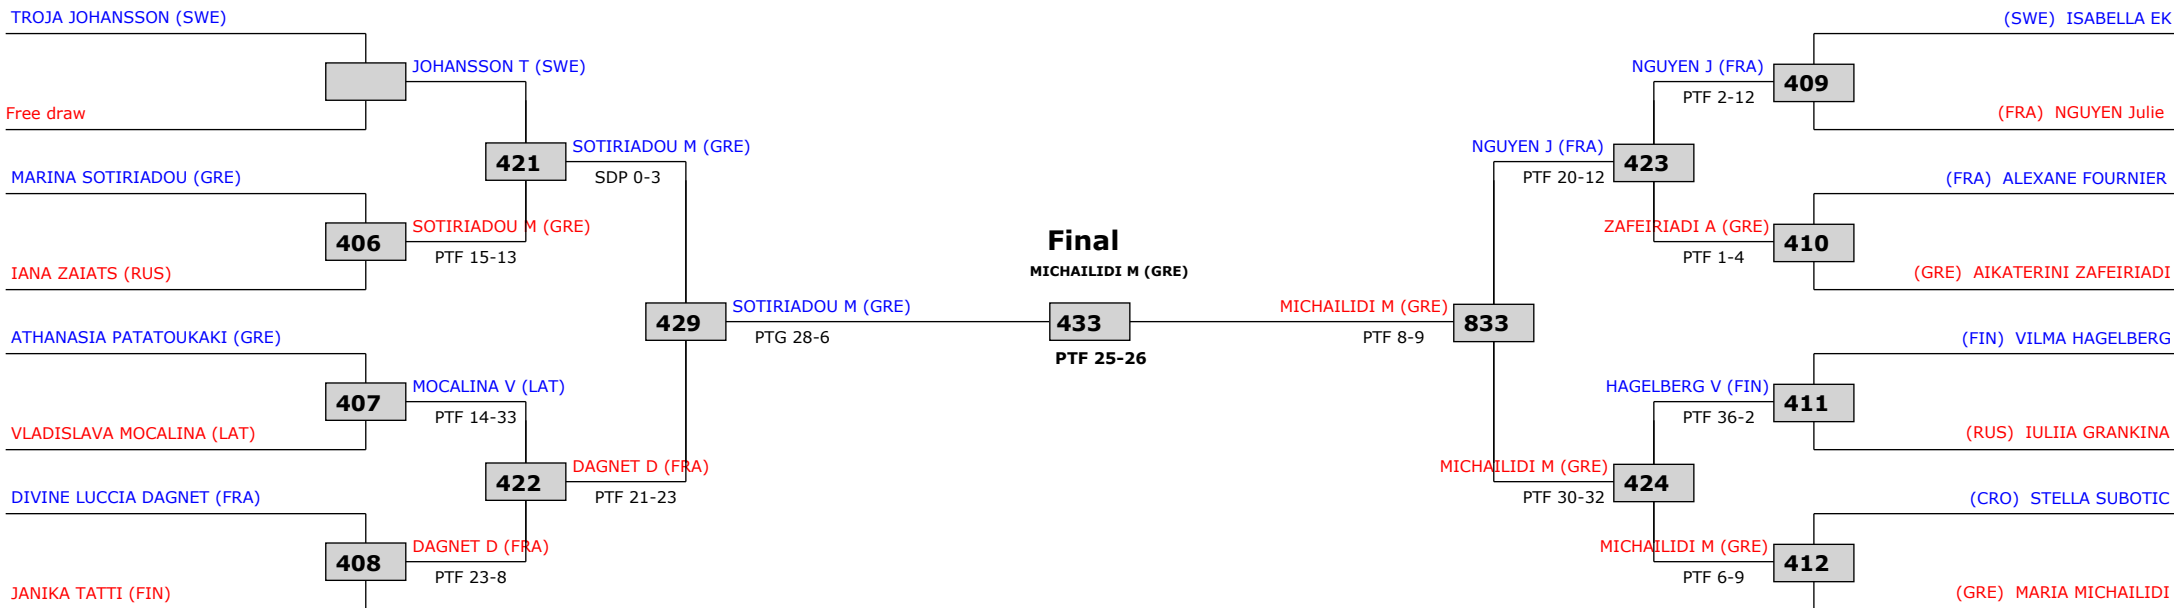 TROJA JOHANSSON (SWE)
JOHANSSON T (SWE)
Free draw
421
SOTIRIADOU M (GRE)
SDP 0-3
MARINA SOTIRIADOU (GRE)
406
SOTIRIADOU M (GRE)
PTF 15-13
IANA ZAIATS (RUS)
429
SOTIRIADOU M (GRE)
PTG 28-6
ATHANASIA PATATOUKAKI (GRE)
407
MOCALINA V (LAT)
PTF 14-33
VLADISLAVA MOCALINA (LAT)
422
DAGNET D (FRA)
PTF 21-23
DIVINE LUCCIA DAGNET (FRA)
408
DAGNET D (FRA)
PTF 23-8
JANIKA TATTI (FIN)
Final
MICHAILIDI M (GRE)
433
PTF 25-26
(SWE) ISABELLA EK
NGUYEN J (FRA)
409
PTF 2-12
(FRA) NGUYEN Julie
NGUYEN J (FRA)
423
PTF 20-12
(FRA) ALEXANE FOURNIER
ZAFEIRIADI A (GRE)
410
PTF 1-4
(GRE) AIKATERINI ZAFEIRIADI
MICHAILIDI M (GRE)
833
PTF 8-9
(FIN) VILMA HAGELBERG
HAGELBERG V (FIN)
411
PTF 36-2
(RUS) IULIIA GRANKINA
MICHAILIDI M (GRE)
424
PTF 30-32
(CRO) STELLA SUBOTIC
MICHAILIDI M (GRE)
412
PTF 6-9
(GRE) MARIA MICHAILIDI